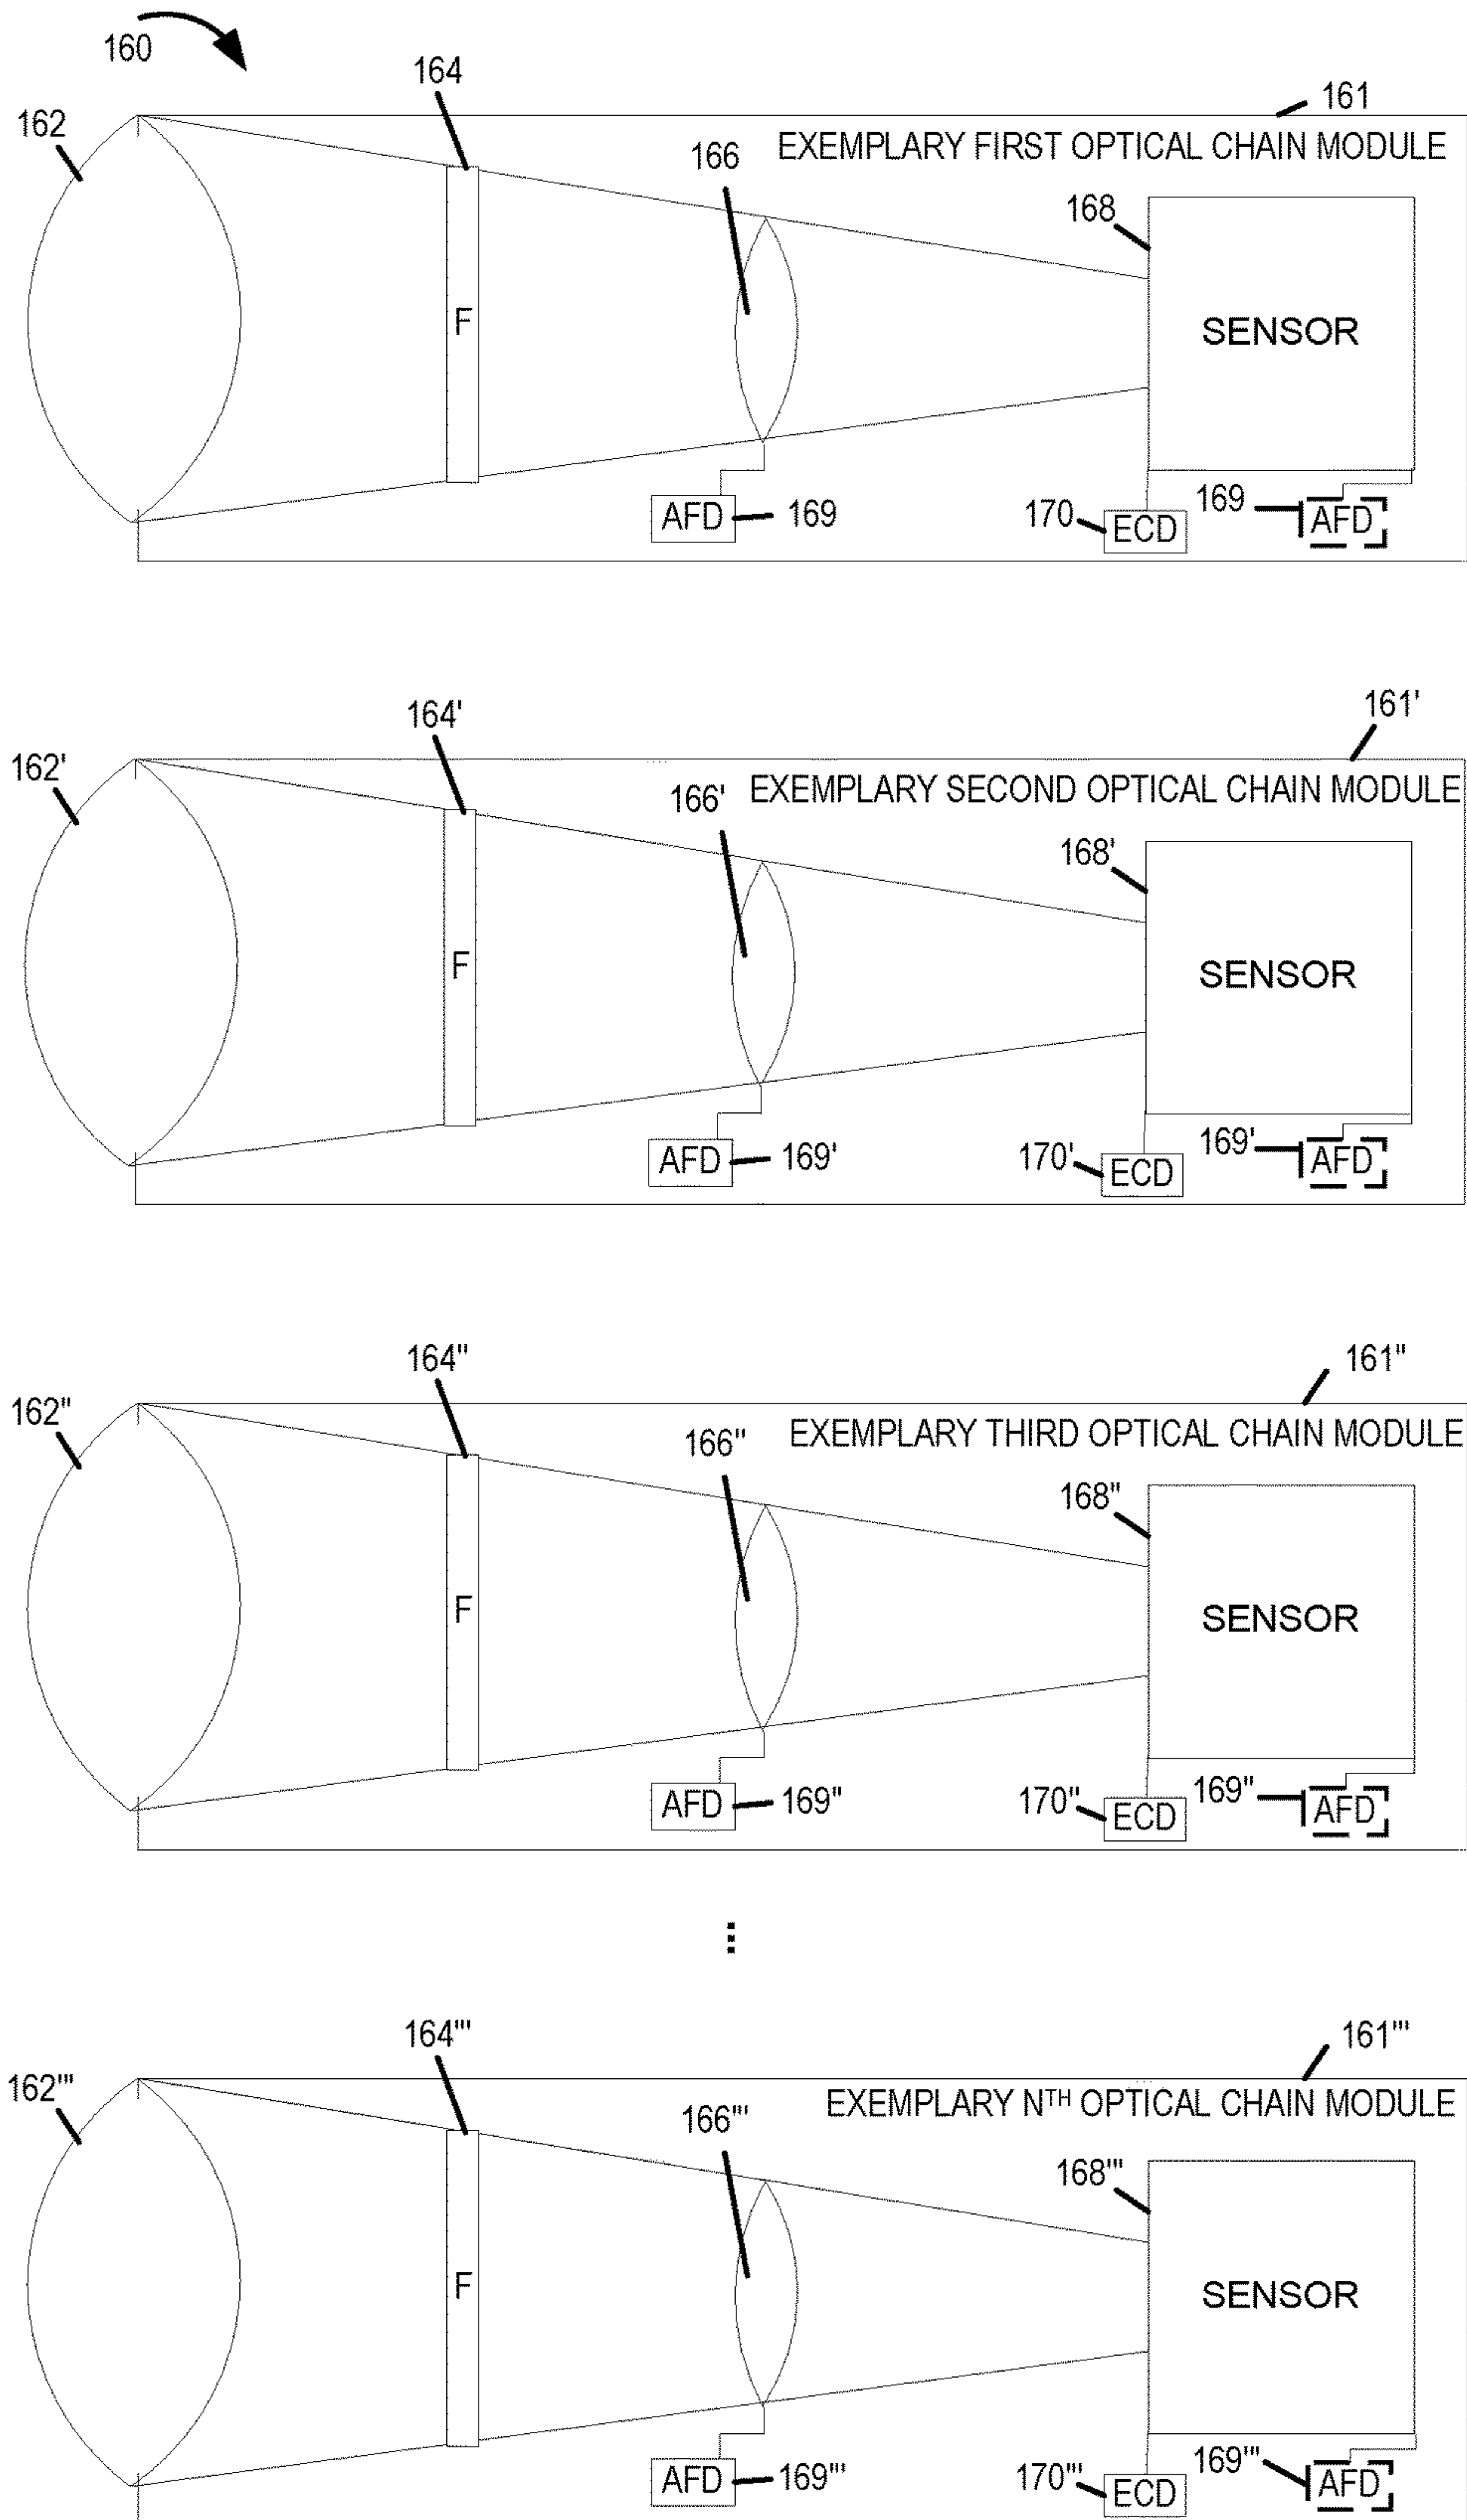 160
164
161
162
EXEMPLARY FIRST OPTICAL CHAIN MODULE
166
168
F
SENSOR
AFD
169
170
ECD
169
AFD
164'
161'
162'
EXEMPLARY SECOND OPTICAL CHAIN MODULE
166'
168'
F
SENSOR
AFD
169'
170'
ECD
169'
AFD
164"
161"
162"
EXEMPLARY THIRD OPTICAL CHAIN MODULE
166"
168"
F
SENSOR
AFD
169"
170"
ECD
169"
AFD
...
164'''
161'''
162'''
EXEMPLARY NTH OPTICAL CHAIN MODULE
166'''
168'''
F
SENSOR
AFD
169'''
170'''
ECD
169'''
AFD